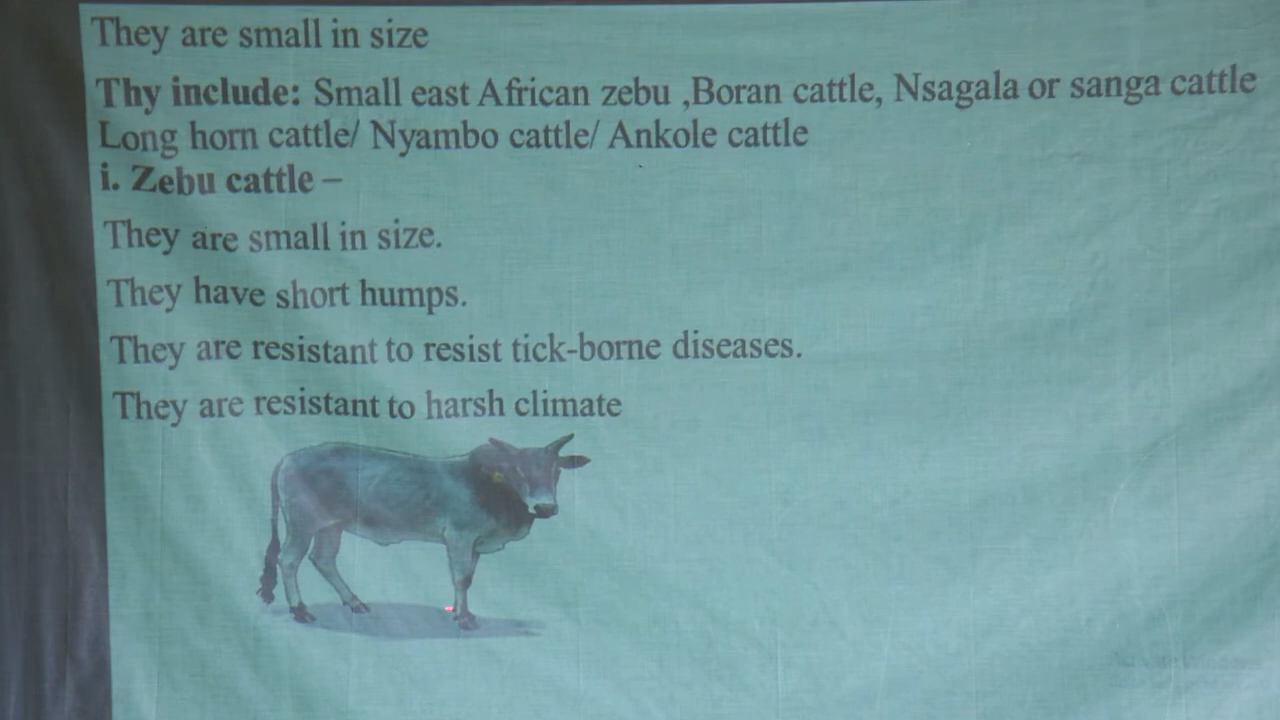 They are small in size
Thy include: Small east African zebu ,Boran cattle, Nsagala or sanga cattle
Long horn cattle/ Nyambo cattle/ Ankole cattle
i. Zebu cattle –
They are small in size.
They have short humps.
They are resistant to resist tick-borne diseases.
They are resistant to harsh climate